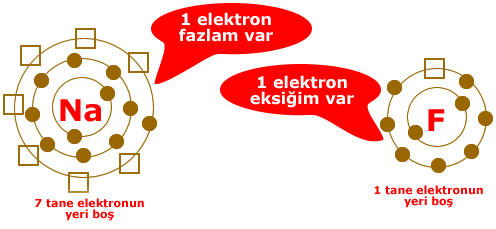 1 elektron
fazlam var
1 elektron
eksiğim var
Na
F
7 tane elektronun
yeri boş
1 tane elektronun
yeri boş